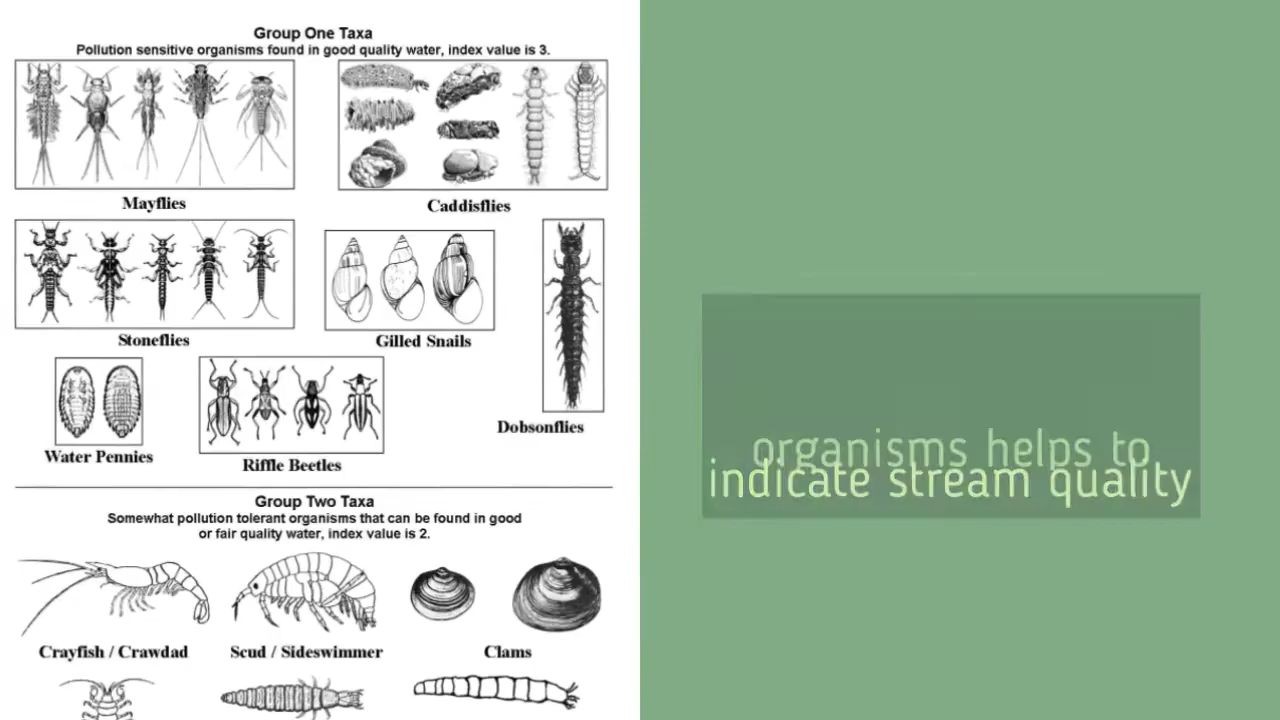 Group One Taxa
Pollution sensitive organisms found in good quality water, index value is 3.
Mayflies
Caddisflies
Stoneflies
Gilled Snails
Dobsonflies
Water Pennies
Riffle Beetles
Group Two Taxa
Somewhat pollution tolerant organisms that can be found in good
or fair quality water, index value is 2.
Crayfish / Crawdad
Scud / Sideswimmer
Clams
organisms helps to
indicate stream quality